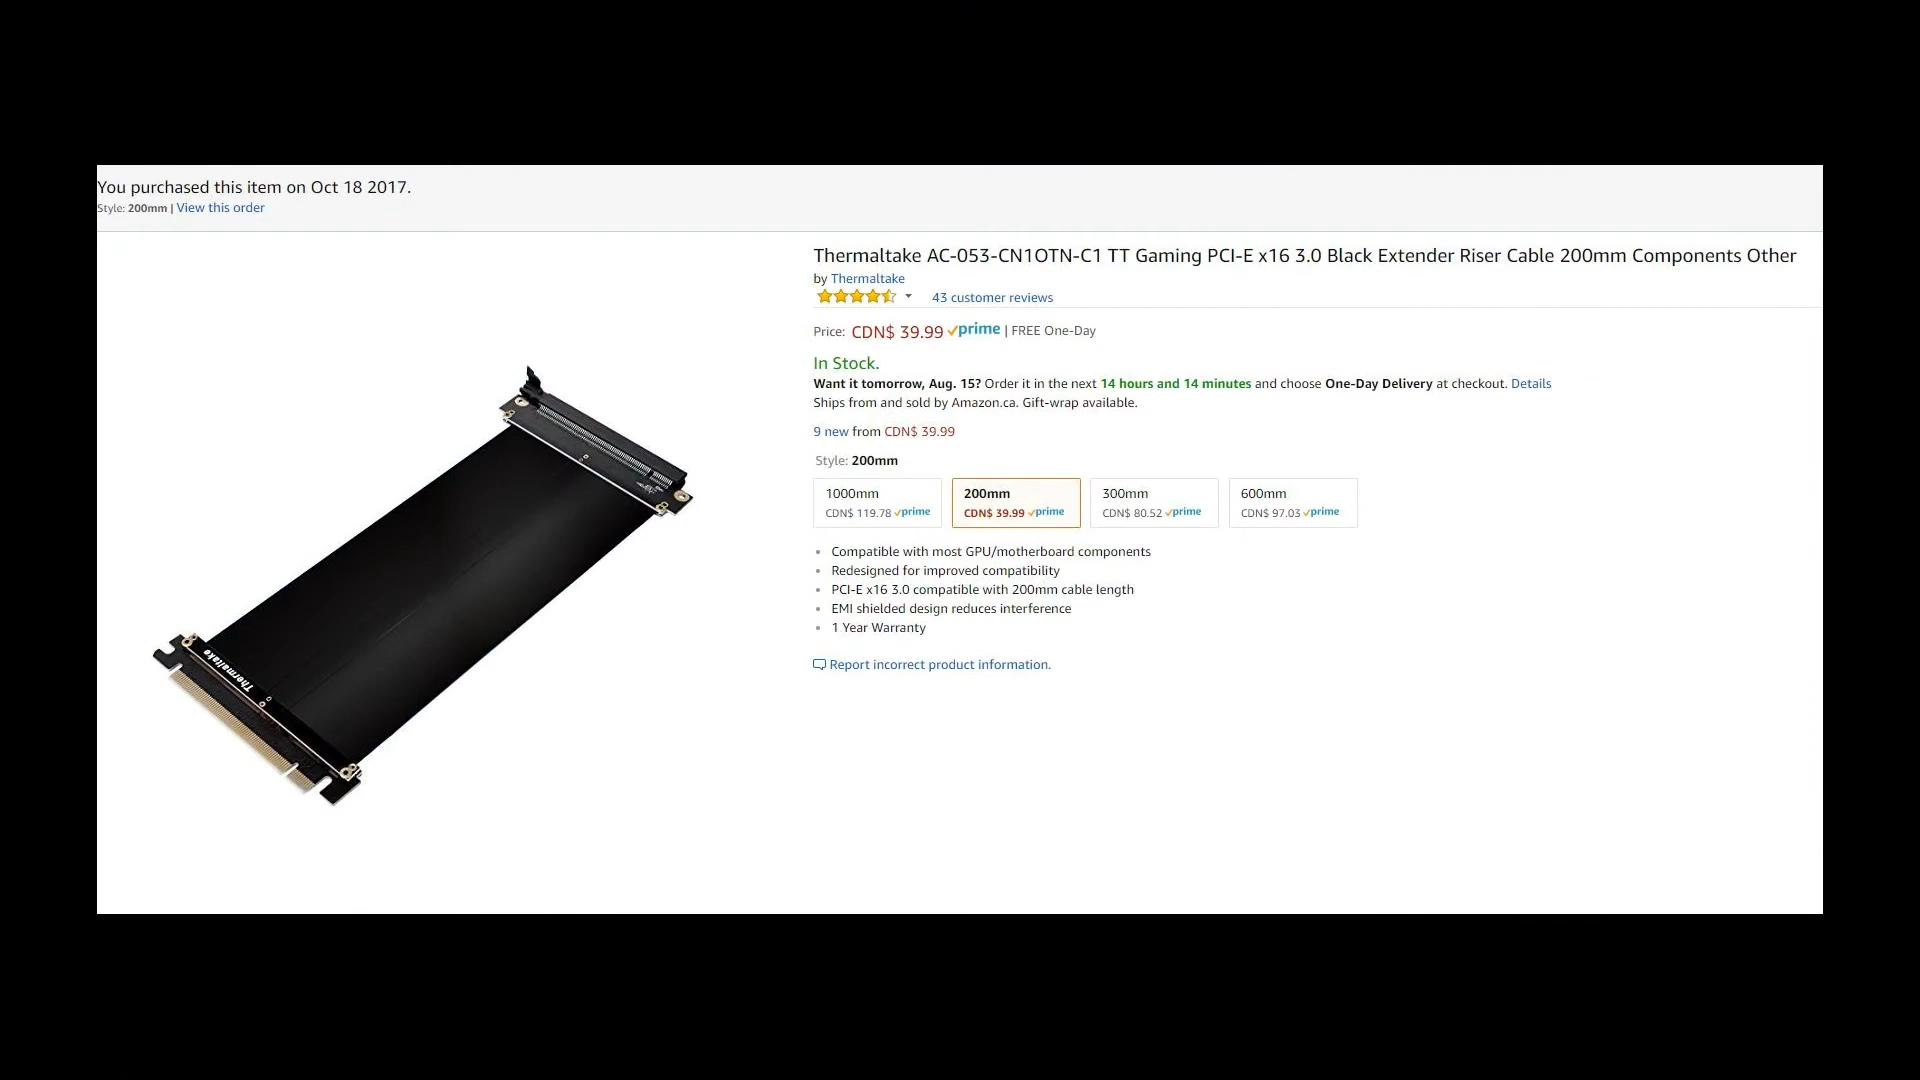 You purchased this item on Oct 18 2017.
Style: 200mm | View this order
Thermaltake AC-053-CN1OTN-C1 TT Gaming PCI-E x16 3.0 Black Extender Riser Cable 200mm Components Other
by Thermaltake
43 customer reviews
Price: CDN$ 39.99 prime | FREE One-Day
In Stock.
Want it tomorrow, Aug. 15? Order it in the next 14 hours and 14 minutes and choose One-Day Delivery at checkout. Details
Ships from and sold by Amazon.ca. Gift-wrap available.
9 new from CDN$ 39.99
Style: 200mm
1000mm 200mm 300mm 600mm
CDN$ 119.78 prime CDN$ 39.99 prime CDN$ 80.52 prime CDN$ 97.03 prime
Compatible with most GPU/motherboard components
Redesigned for improved compatibility
PCI-E x16 3.0 compatible with 200mm cable length
EMI shielded design reduces interference
1 Year Warranty
Report incorrect product information.
Thermaltake